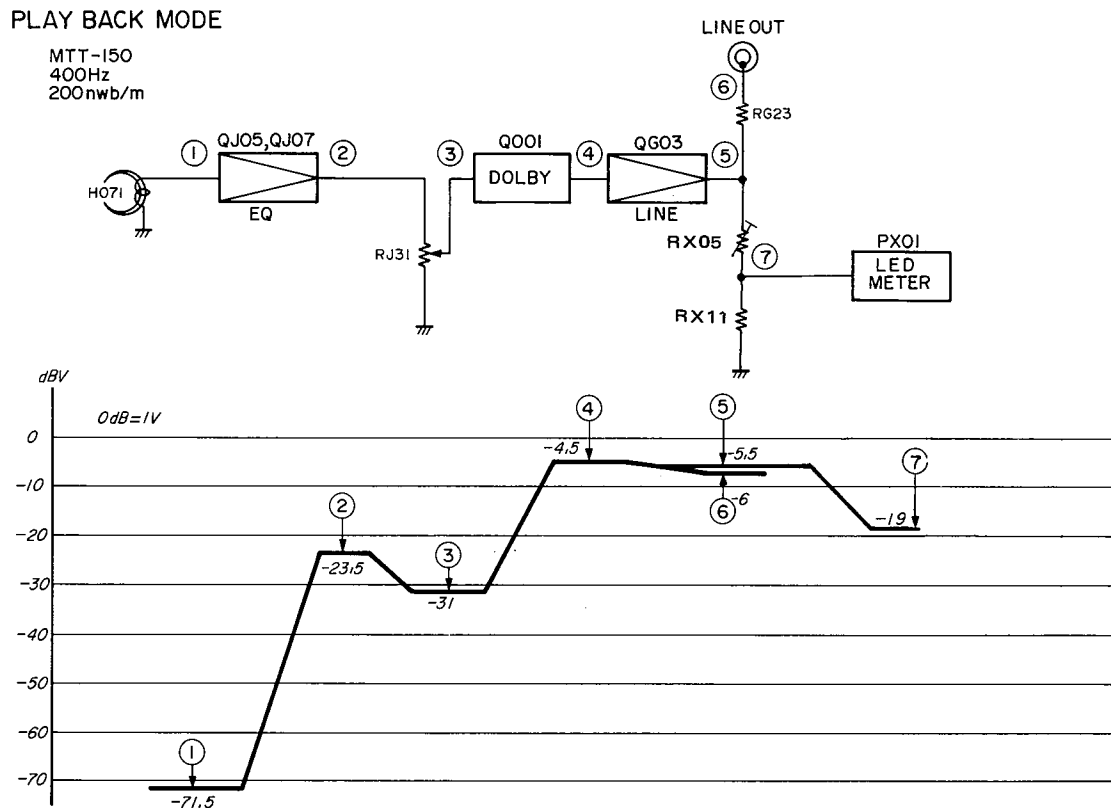 PLAY BACK MODE
MTT-150
400Hz
200nwb/m
LINE OUT
⑥
RG23
① QJ05,QJ07 ② ③ Q001 ④ QG03 ⑤
H071
DOLBY
EQ
LINE
RJ31
RX05
⑦
PX01
LED
METER
RX11
dBV
0dB=1V
④
⑤
0
-4,5
-5,5
⑦
-10
⑥
-6
②
-19
-20
③
-23,5
-30
-31
-40
-50
-60
①
-70
-71,5